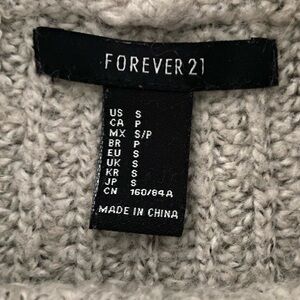 FOREVER 21
US S
CA P
MX S/P
BR P
EU S
UK S
KR S
JP S
CN 160/84A
MADE IN CHINA